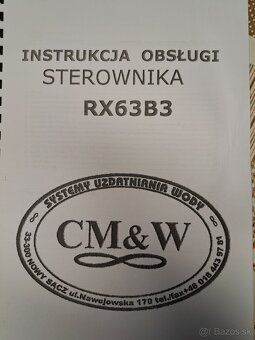 INSTRUKCJA OBSŁUGI
STEROWNIKA
RX63B3
SYSTEMY UZDATNIANIA WODY
CM&W
33-300 NOWY SĄCZ ul.Nawojowska 170 tel./fax+48 018 443 97 81
Bazos.sk